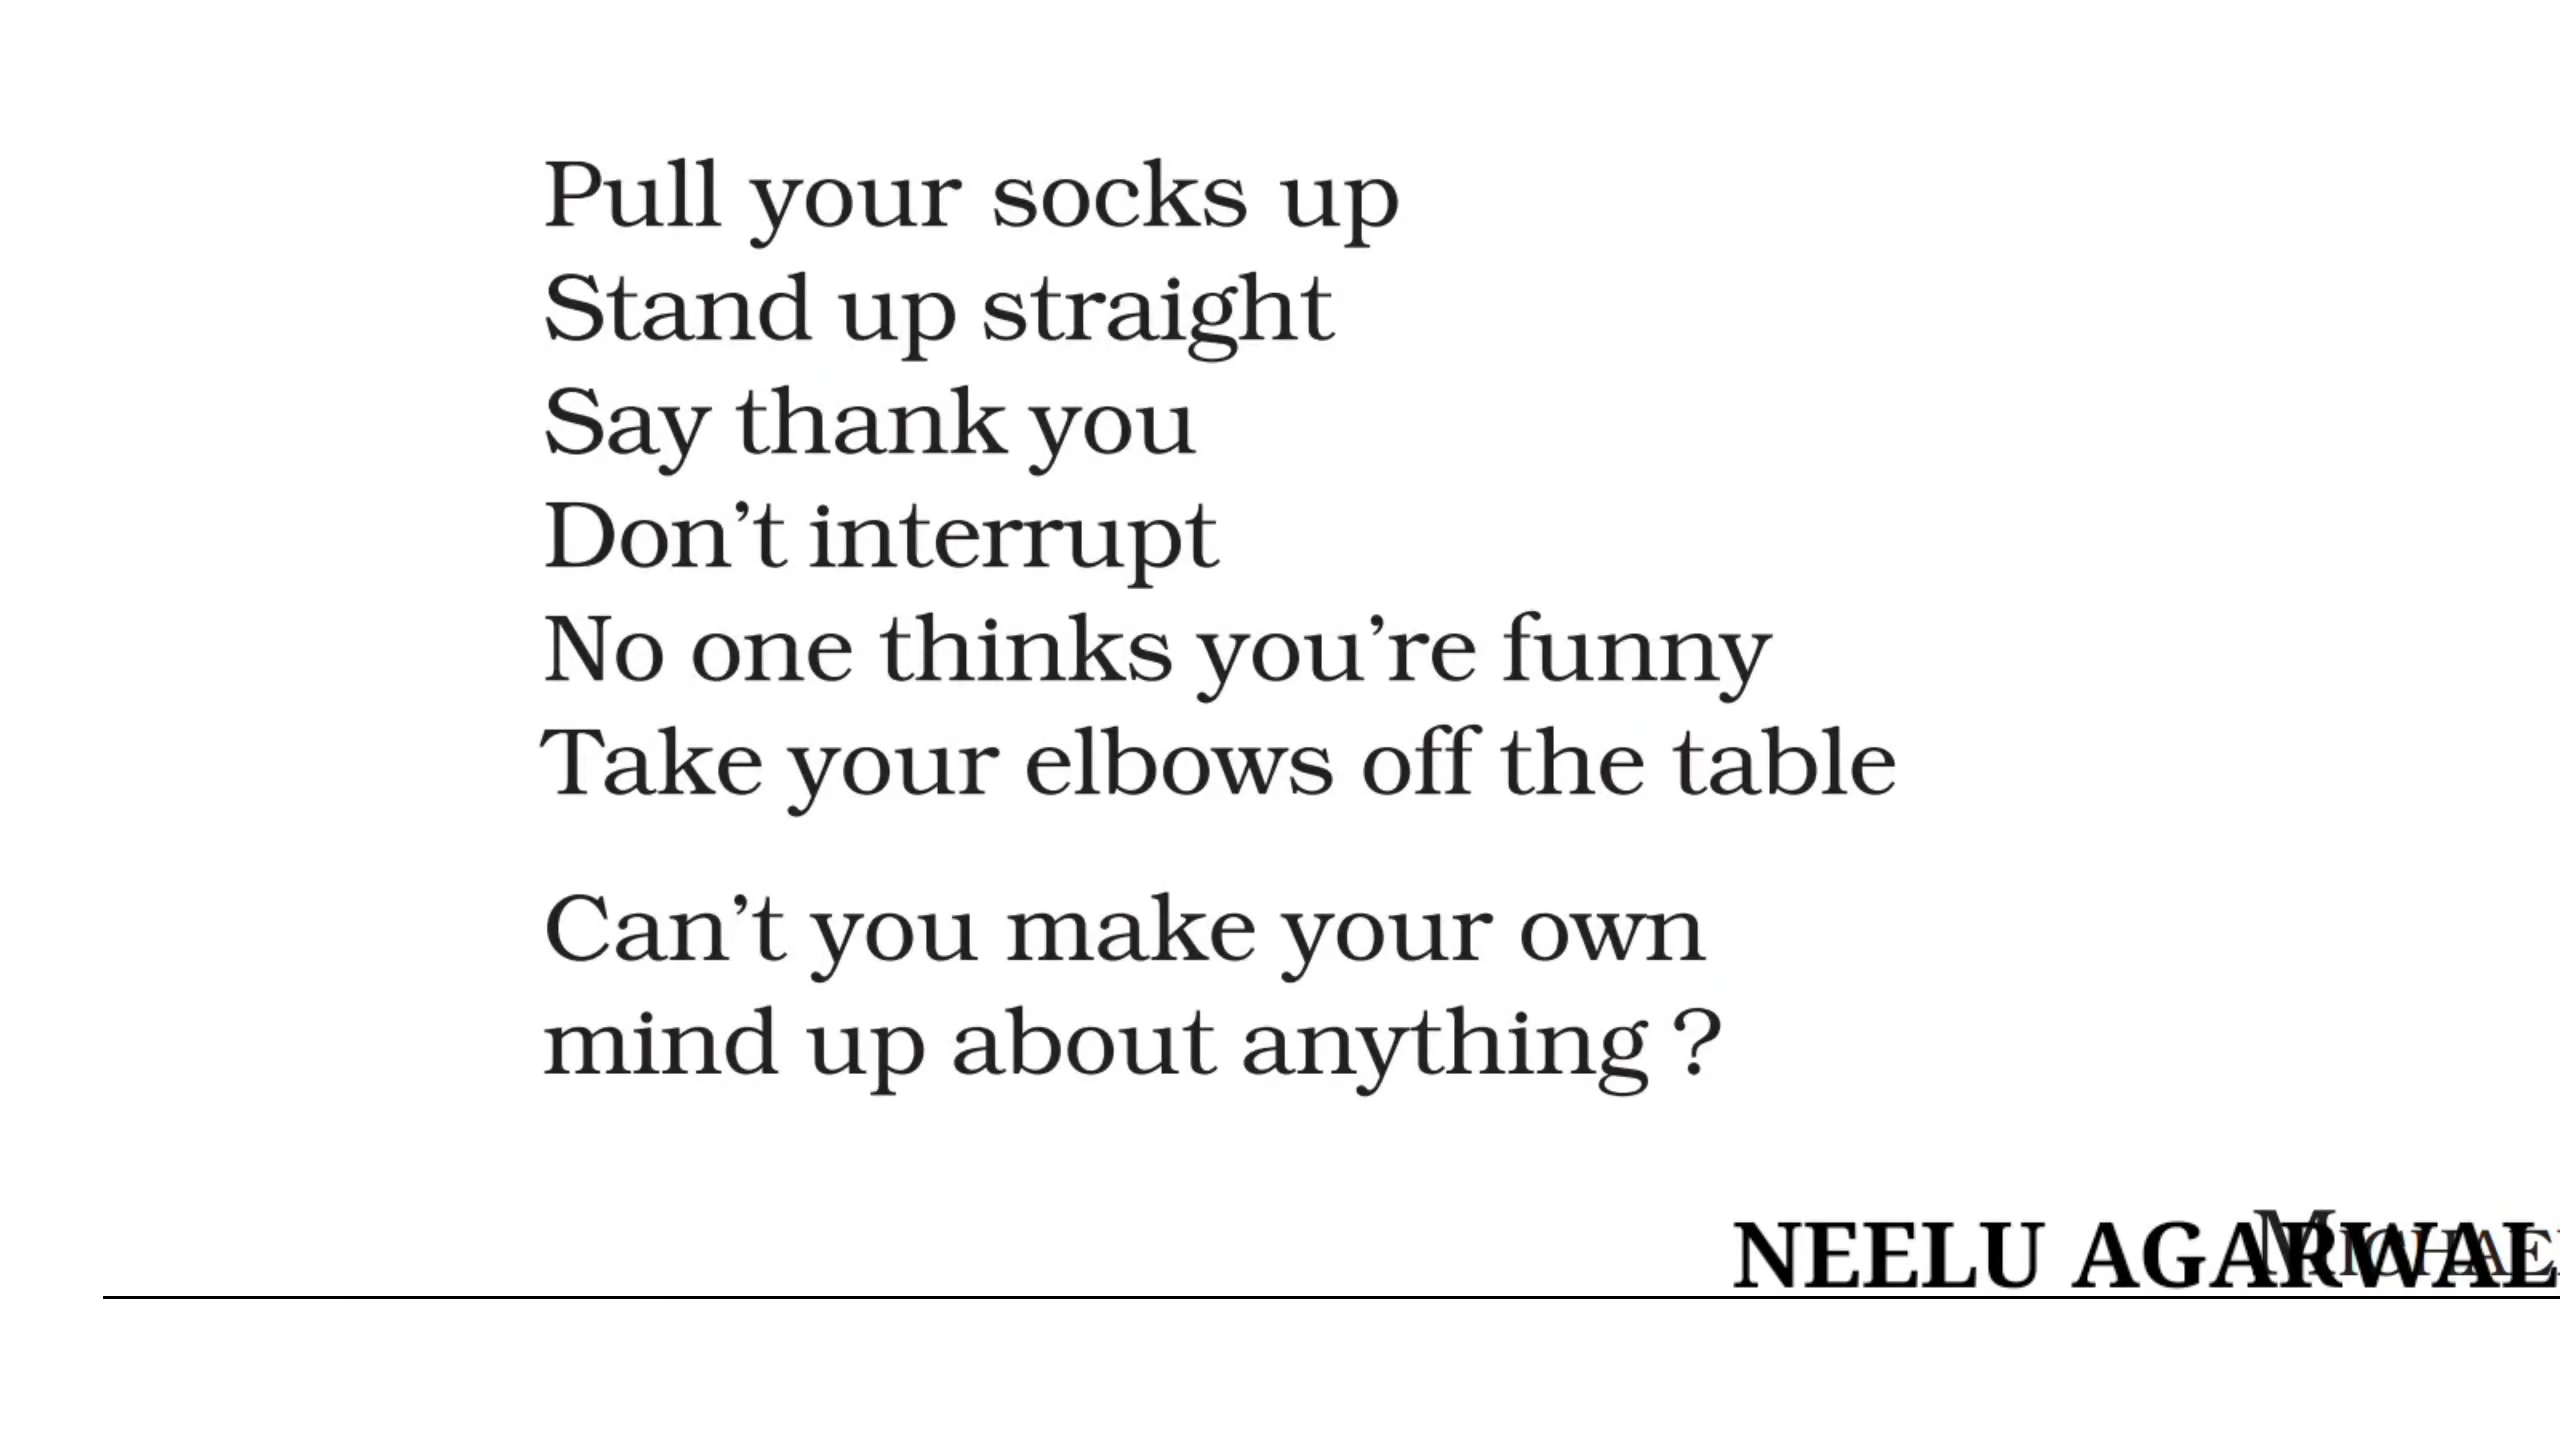 Pull your socks up
Stand up straight
Say thank you
Don’t interrupt
No one thinks you’re funny
Take your elbows off the table
Can’t you make your own
mind up about anything ?
NEELU AGARWAL